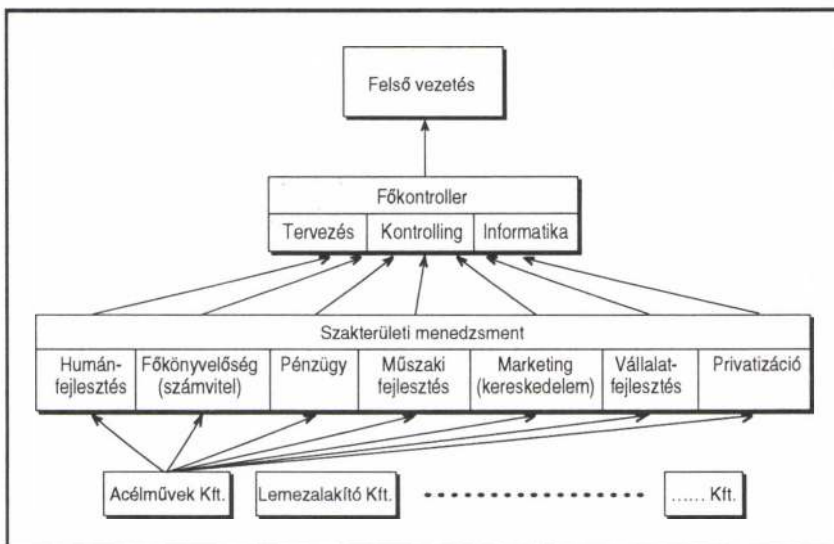 Felső vezetés
Főkontroller
Tervezés Kontrolling Informatika
Szakterületi menedzsment
Humán-
fejlesztés
Főkönyvelőség
(számvitel)
Pénzügy
Műszaki
fejlesztés
Marketing
(kereskedelem)
Vállalat-
fejlesztés
Privatizáció
Acélművek Kft. Lemezalakító Kft. ...... Kft.